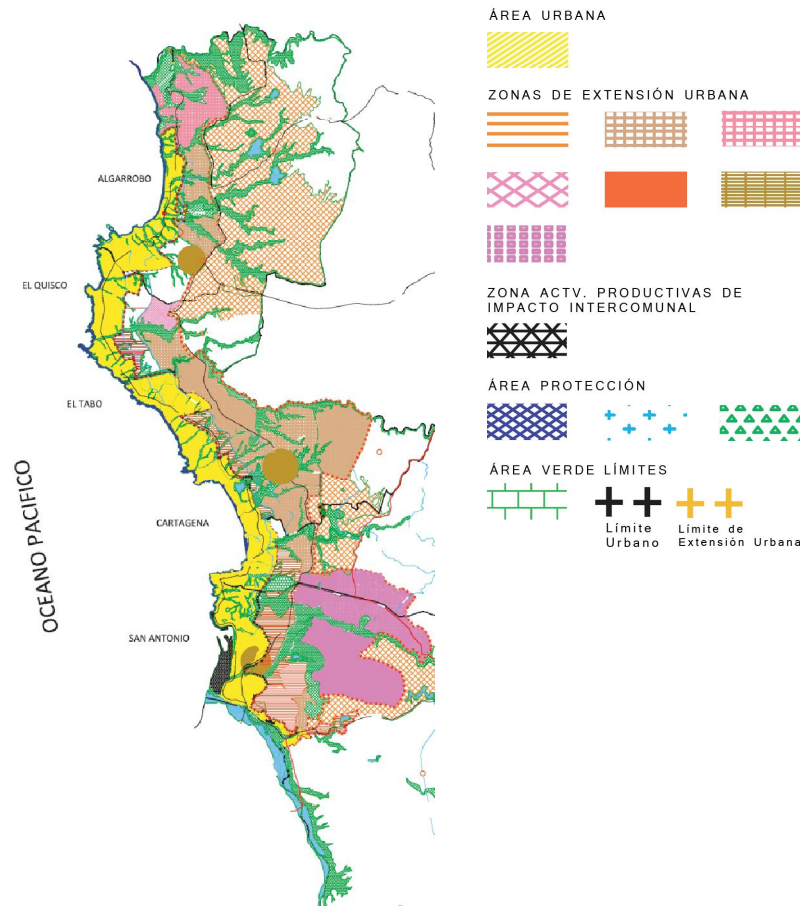 ÁREA URBANA
ZONAS DE EXTENSIÓN URBANA
ZONA ACTV. PRODUCTIVAS DE
IMPACTO INTERCOMUNAL
ÁREA PROTECCIÓN
ÁREA VERDE LÍMITES
Límite
Urbano
Límite de
Extensión Urbana
ALGARROBO
EL QUISCO
EL TABO
CARTAGENA
SAN ANTONIO
OCEANO PACIFICO